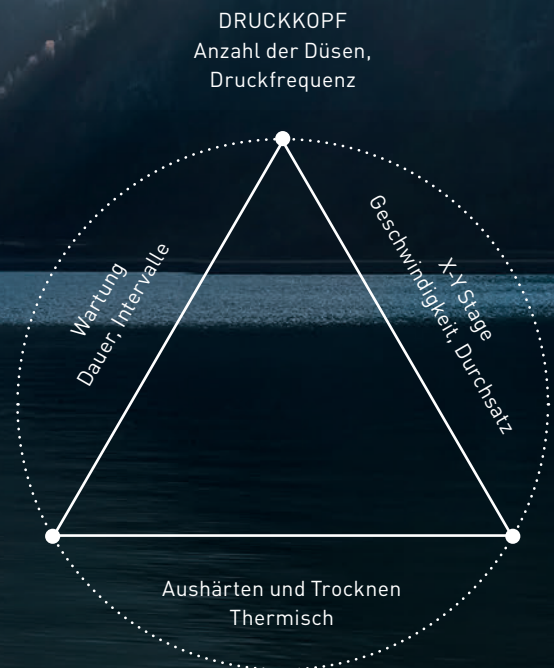 DRUCKKOPF
Anzahl der Düsen,
Druckfrequenz
Wartung
Dauer, Intervalle
X-Y Stage
Geschwindigkeit, Durchsatz
Aushärten und Trocknen
Thermisch